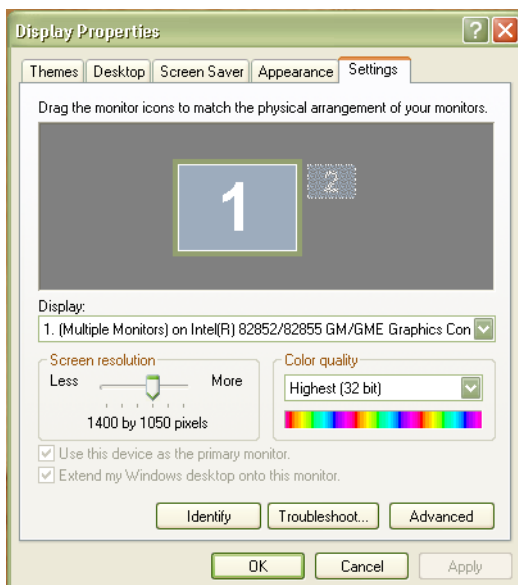 Display Properties
Themes Desktop Screen Saver Appearance Settings
Drag the monitor icons to match the physical arrangement of your monitors.
1 2
Display:
1. (Multiple Monitors) on Intel(R) 82852/82855 GM/GME Graphics Con
Screen resolution
Less More
1400 by 1050 pixels
Color quality
Highest (32 bit)
Use this device as the primary monitor.
Extend my Windows desktop onto this monitor.
Identify Troubleshoot... Advanced
OK Cancel Apply